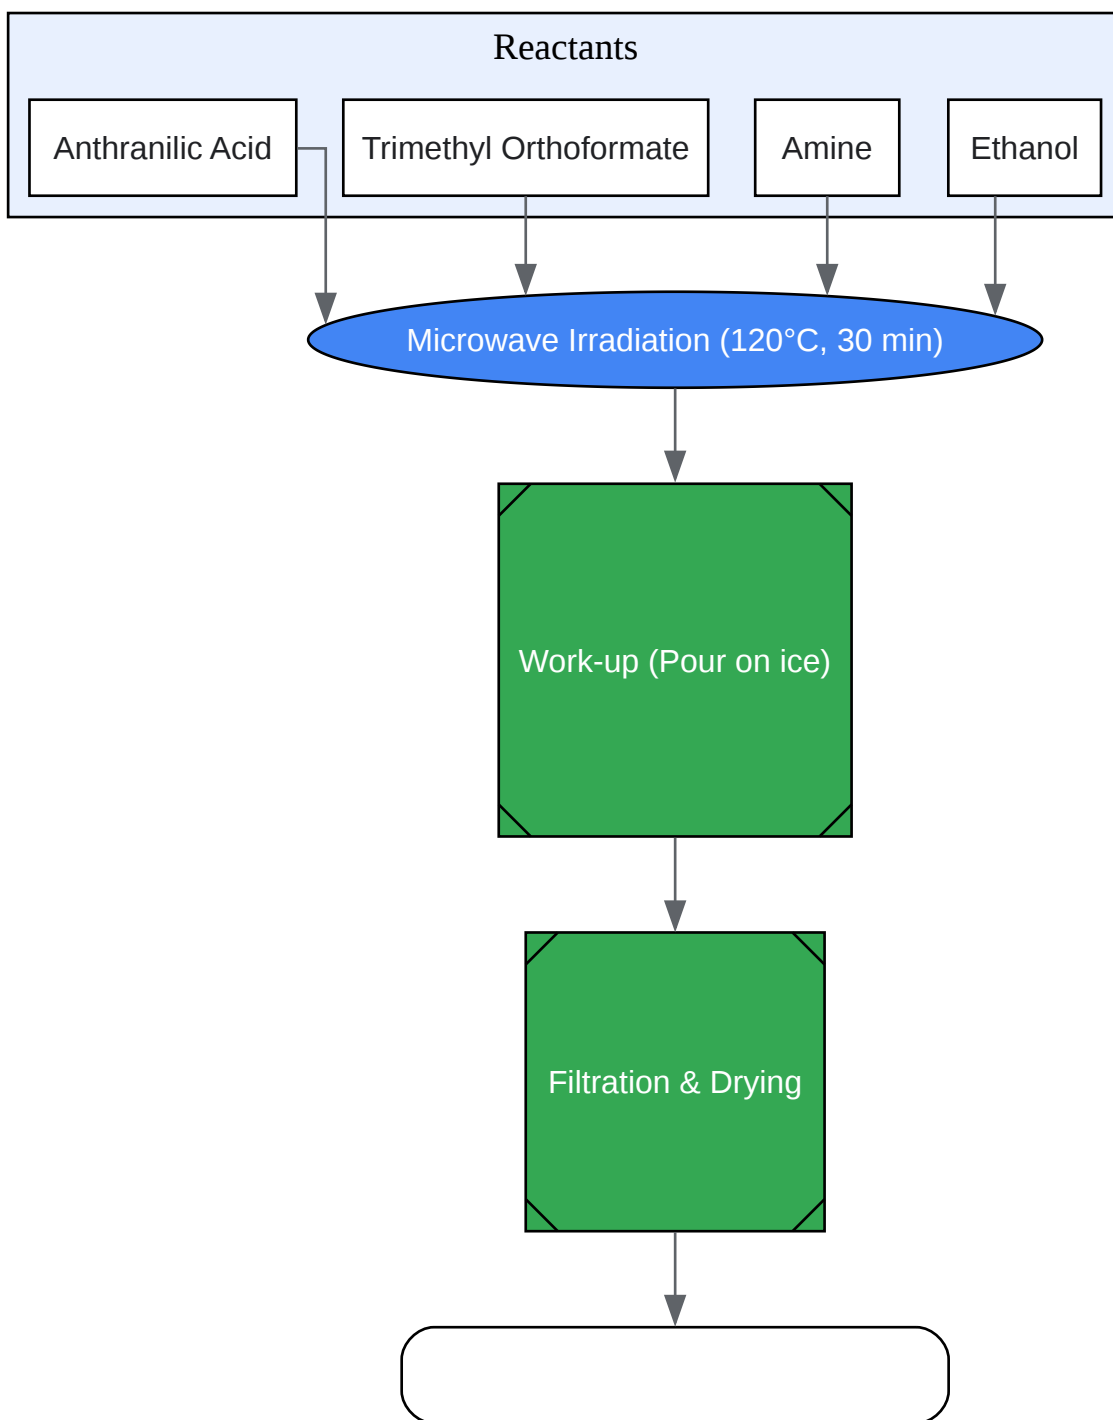 Reactants
Anthranilic Acid
Trimethyl Orthoformate
Amine
Ethanol
Microwave Irradiation (120°C, 30 min)
Work-up (Pour on ice)
Filtration & Drying